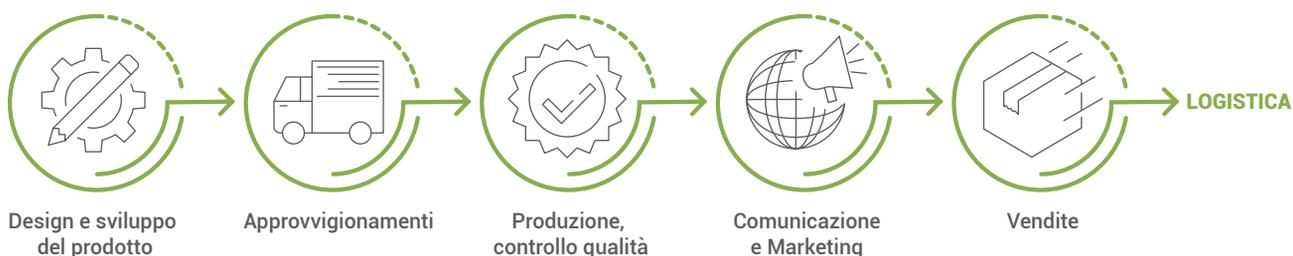 LOGISTICA
Design e sviluppo
del prodotto
Approvvigionamenti
Produzione,
controllo qualità
Comunicazione
e Marketing
Vendite